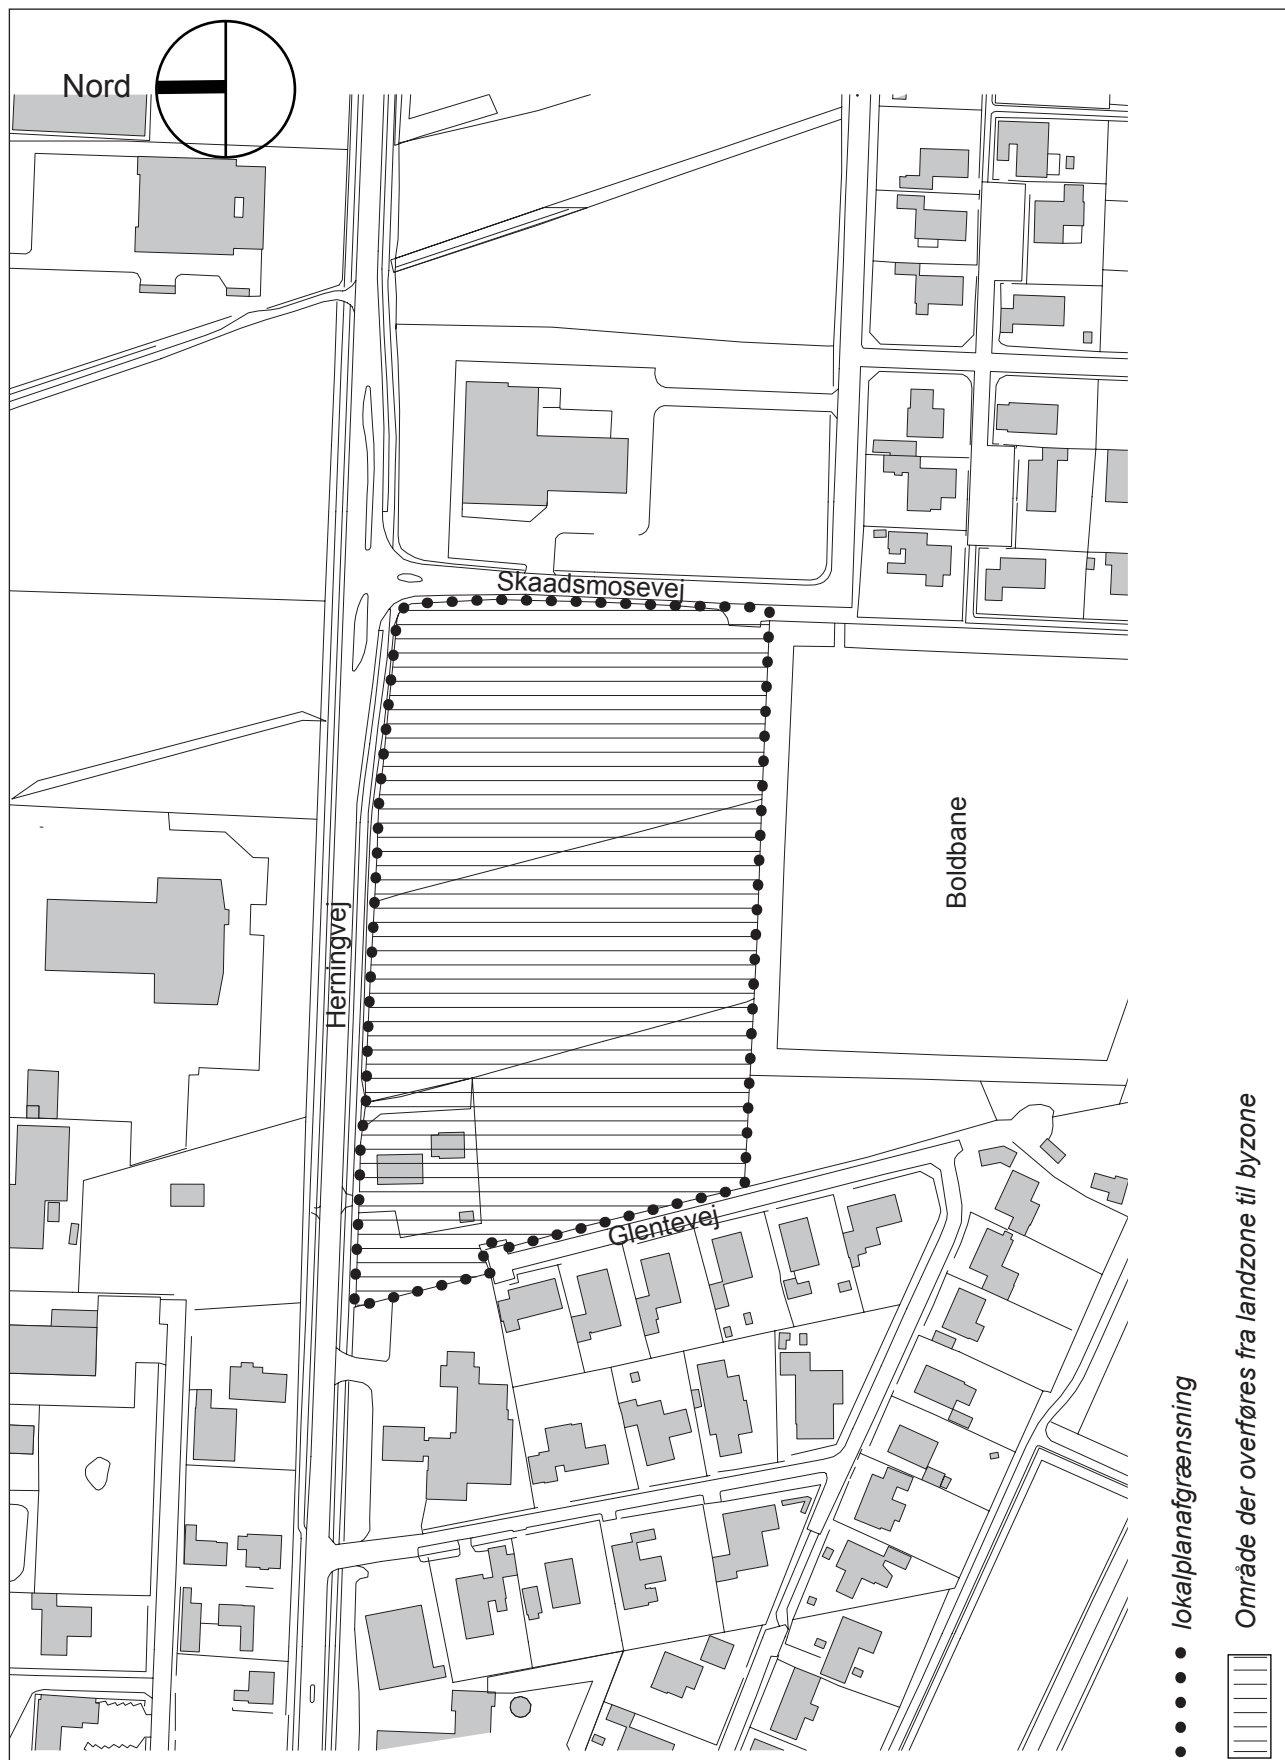 Nord
Skaadsmosevej
Herningvej
Boldbane
Glentevej
lokalplanafgrænsning
Område der overføres fra landzone til byzone